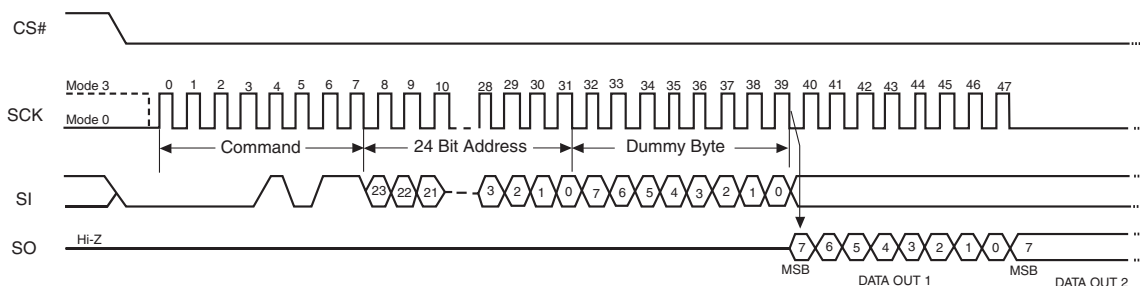 CS#
Mode 3
0 1 2 3 4 5 6 7 8 9 10 28 29 30 31 32 33 34 35 36 37 38 39 40 41 42 43 44 45 46 47
SCK
Mode 0
Command 24 Bit Address Dummy Byte
SI 23 22 21 3 2 1 0 7 6 5 4 3 2 1 0
Hi-Z
SO 7 6 5 4 3 2 1 0 7
MSB DATA OUT 1 MSB DATA OUT 2